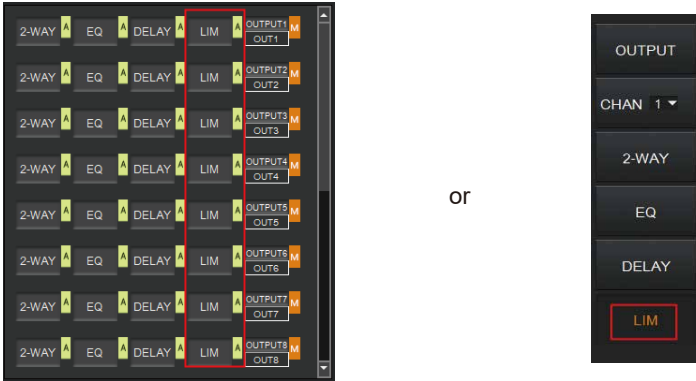 2-WAY A EQ A DELAY A LIM A OUTPUT1 M
OUT1
2-WAY A EQ A DELAY A LIM A OUTPUT2 M
OUT2
2-WAY A EQ A DELAY A LIM A OUTPUT3 M
OUT3
2-WAY A EQ A DELAY A LIM A OUTPUT4 M
OUT4
2-WAY A EQ A DELAY A LIM A OUTPUT5 M
OUT5
2-WAY A EQ A DELAY A LIM A OUTPUT6 M
OUT6
2-WAY A EQ A DELAY A LIM A OUTPUT7 M
OUT7
2-WAY A EQ A DELAY A LIM A OUTPUT8 M
OUT8
or
OUTPUT
CHAN 1
2-WAY
EQ
DELAY
LIM